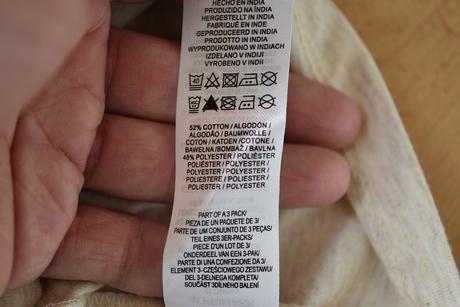 HECHO EN INDIA
PRODUZIDO NA ÍNDIA
HERGESTELLT IN INDIA
FABRIQUÉ EN INDE
GEPRODUCEERD IN INDIA
PRODOTTO IN INDIA
WYPRODUKOWANO W INDIACH
IZDELANO V INDIJI
VYROBENO V INDII
40
40
52% COTTON / ALGODÓN /
ALGODÃO / BAUMWOLLE /
COTON / KATOEN / COTONE /
BAWEŁNA / BOMBAŽ / BAVLNA
48% POLYESTER / POLIÉSTER
POLIÉSTER / POLYESTER /
POLYESTER / POLYESTER /
POLIESTERE / POLIESTER /
POLIESTER / POLYESTER
PART OF A 3 PACK/
PIEZA DE UN PAQUETE DE 3/
PARTE DE UM CONJUNTO DE 3 PEÇAS/
TEIL EINES 3ER-PACKS/
PIECE D'UN LOT DE 3/
ONDERDEEL VAN EEN 3-PAK/
PARTE DI UNA CONFEZIONE DA 3/
ELEMENT 3-CZĘŚCIOWEGO ZESTAWU/
DEL 3-DELNEGA KOMPLETA/
SOUČÁST 3DÍLNÉHO BALENÍ